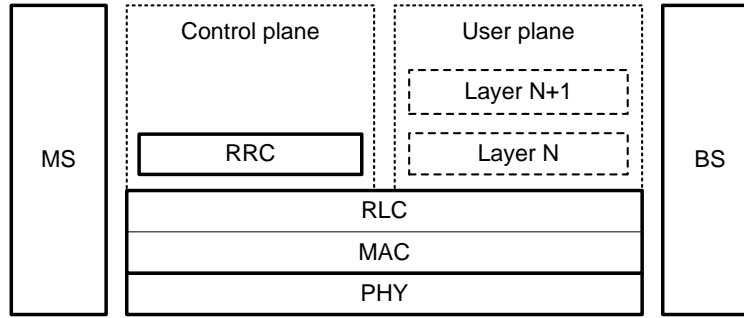 Control plane
User plane
Layer N+1
MS
RRC
Layer N
BS
RLC
MAC
PHY